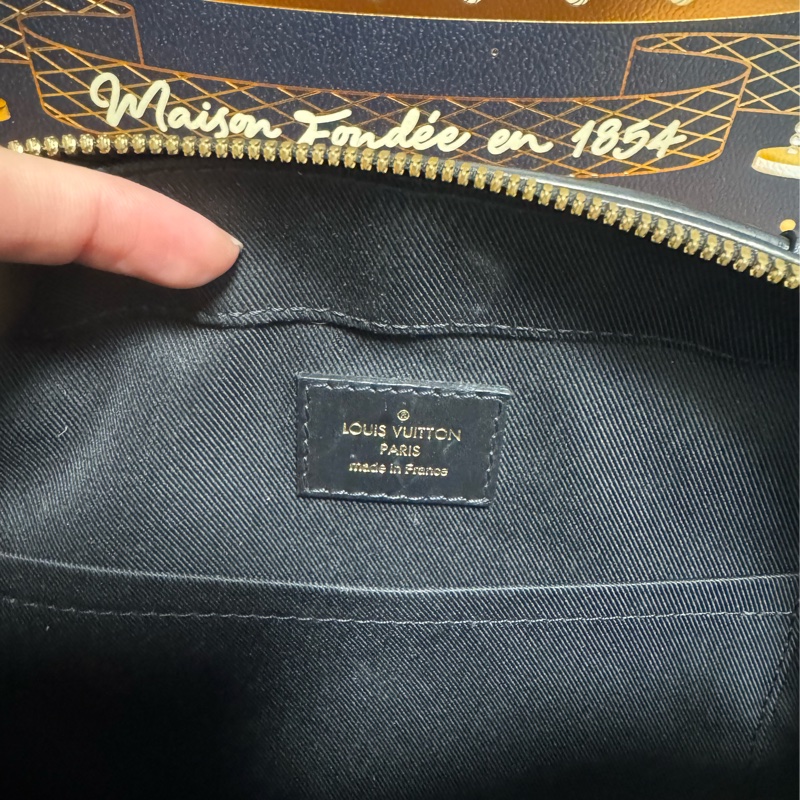 Maison Fondée en 1854
®
LOUIS VUITTON
PARIS
made in France